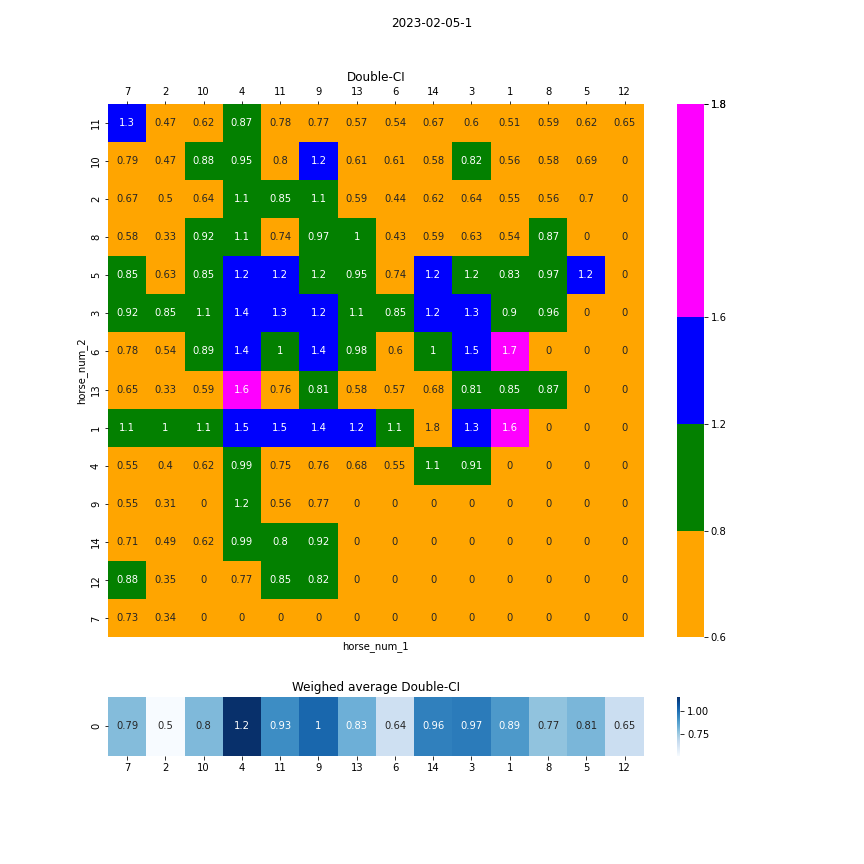 2023-02-05-1
Double-CI
7 2 10 4 11 9 13 6 14 3 1 8 5 12
11 1.3 0.47 0.62 0.87 0.78 0.77 0.57 0.54 0.67 0.6 0.51 0.59 0.62 0.65
10 0.79 0.47 0.88 0.95 0.8 1.2 0.61 0.61 0.58 0.82 0.56 0.58 0.69 0
2 0.67 0.5 0.64 1.1 0.85 1.1 0.59 0.44 0.62 0.64 0.55 0.56 0.7 0
8 0.58 0.33 0.92 1.1 0.74 0.97 1 0.43 0.59 0.63 0.54 0.87 0 0
5 0.85 0.63 0.85 1.2 1.2 1.2 0.95 0.74 1.2 1.2 0.83 0.97 1.2 0
3 0.92 0.85 1.1 1.4 1.3 1.2 1.1 0.85 1.2 1.3 0.9 0.96 0 0
6 0.78 0.54 0.89 1.4 1 1.4 0.98 0.6 1 1.5 1.7 0 0 0
13 0.65 0.33 0.59 1.6 0.76 0.81 0.58 0.57 0.68 0.81 0.85 0.87 0 0
1 1.1 1 1.1 1.5 1.5 1.4 1.2 1.1 1.8 1.3 1.6 0 0 0
4 0.55 0.4 0.62 0.99 0.75 0.76 0.68 0.55 1.1 0.91 0 0 0 0
9 0.55 0.31 0 1.2 0.56 0.77 0 0 0 0 0 0 0 0
14 0.71 0.49 0.62 0.99 0.8 0.92 0 0 0 0 0 0 0 0
12 0.88 0.35 0 0.77 0.85 0.82 0 0 0 0 0 0 0 0
7 0.73 0.34 0 0 0 0 0 0 0 0 0 0 0 0
horse_num_2
horse_num_1
1.8
1.6
1.2
0.8
0.6
Weighed average Double-CI
0 0.79 0.5 0.8 1.2 0.93 1 0.83 0.64 0.96 0.97 0.89 0.77 0.81 0.65
7 2 10 4 11 9 13 6 14 3 1 8 5 12
1.00
0.75